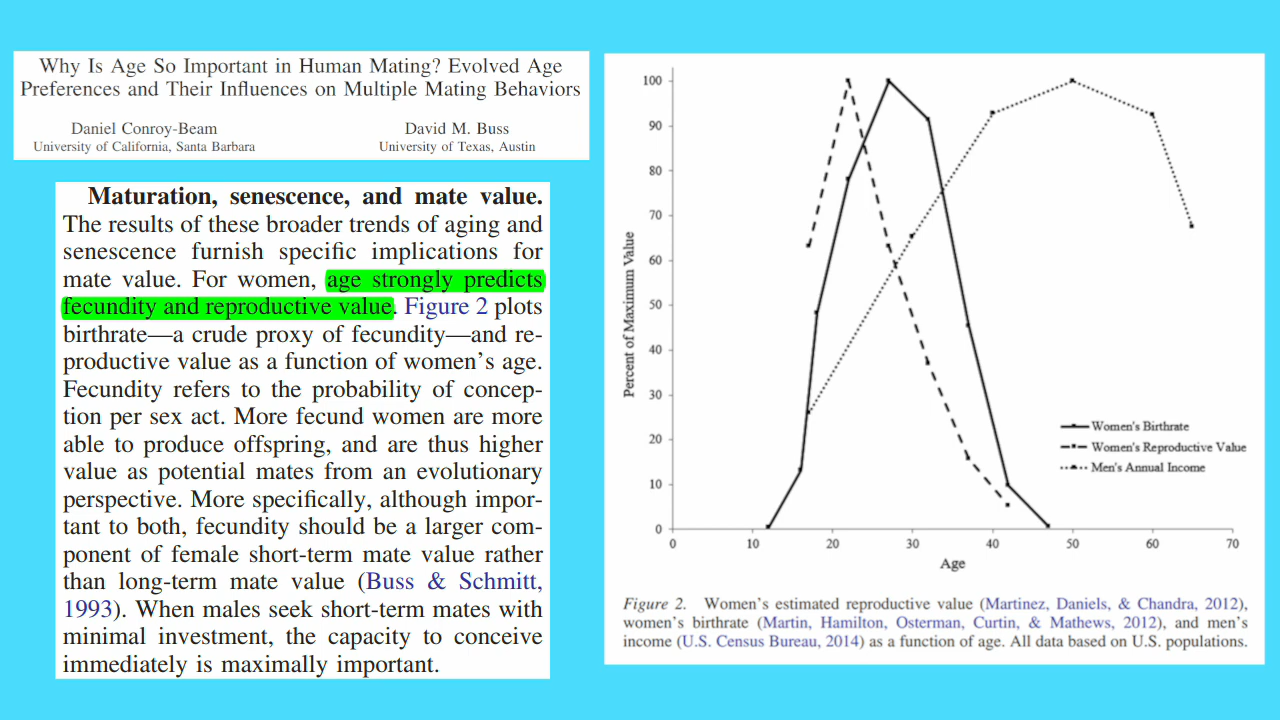 Why Is Age So Important in Human Mating? Evolved Age
Preferences and Their Influences on Multiple Mating Behaviors
Daniel Conroy-Beam
University of California, Santa Barbara
David M. Buss
University of Texas, Austin
Maturation, senescence, and mate value.
The results of these broader trends of aging and
senescence furnish specific implications for
mate value. For women, age strongly predicts
fecundity and reproductive value. Figure 2 plots
birthrate—a crude proxy of fecundity—and re-
productive value as a function of women's age.
Fecundity refers to the probability of concep-
tion per sex act. More fecund women are more
able to produce offspring, and are thus higher
value as potential mates from an evolutionary
perspective. More specifically, although impor-
tant to both, fecundity should be a larger com-
ponent of female short-term mate value rather
than long-term mate value (Buss & Schmitt,
1993). When males seek short-term mates with
minimal investment, the capacity to conceive
immediately is maximally important.
Percent of Maximum Value
100
90
80
70
60
50
40
30
20
10
0
0 10 20 30 40 50 60 70
Age
Women's Birthrate
Women's Reproductive Value
Men's Annual Income
Figure 2. Women's estimated reproductive value (Martinez, Daniels, & Chandra, 2012),
women's birthrate (Martin, Hamilton, Osterman, Curtin, & Mathews, 2012), and men's
income (U.S. Census Bureau, 2014) as a function of age. All data based on U.S. populations.